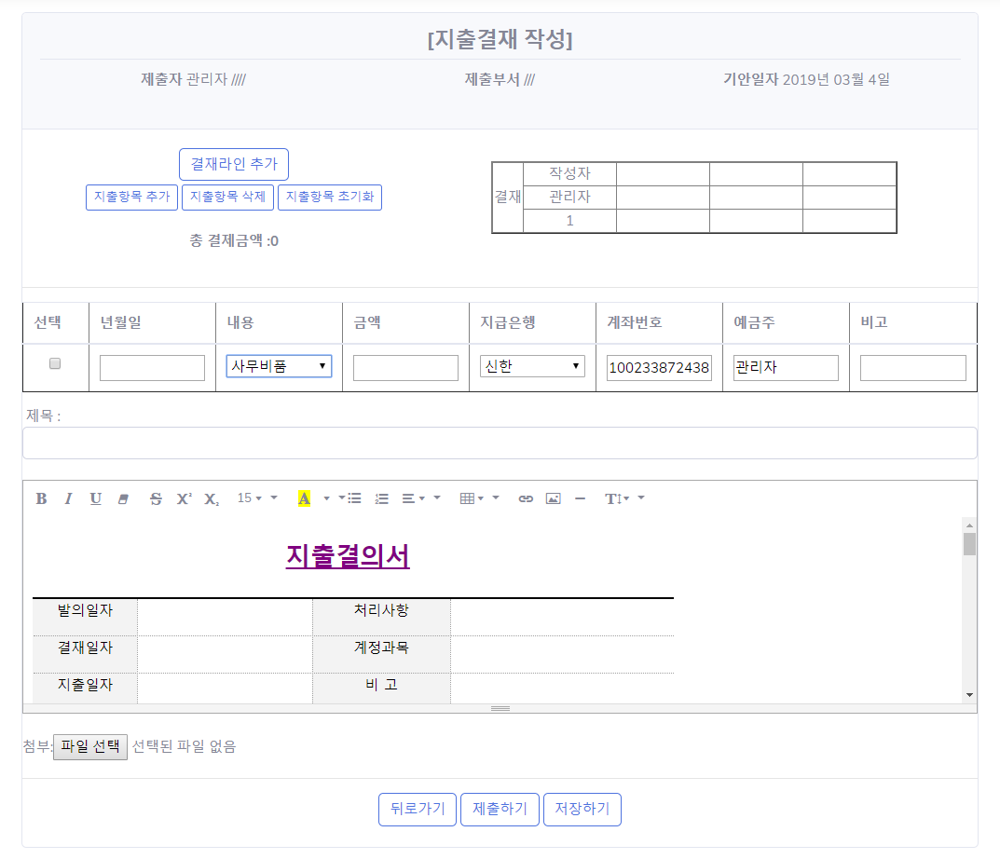 [지출결재 작성]
제출자 관리자 ////
제출부서 ///
기안일자 2019년 03월 4일
결재라인 추가
지출항목 추가 지출항목 삭제 지출항목 초기화
총 결제금액 :0
결재
작성자
관리자
1
선택 년월일 내용 금액 지급은행 계좌번호 예금주 비고
사무비품 신한 100233872438 관리자
제목 :
B I U S X² X₂ 15 A T
지출결의서
발의일자 처리사항
결재일자 계정과목
지출일자 비 고
첨부: 파일 선택 선택된 파일 없음
뒤로가기 제출하기 저장하기